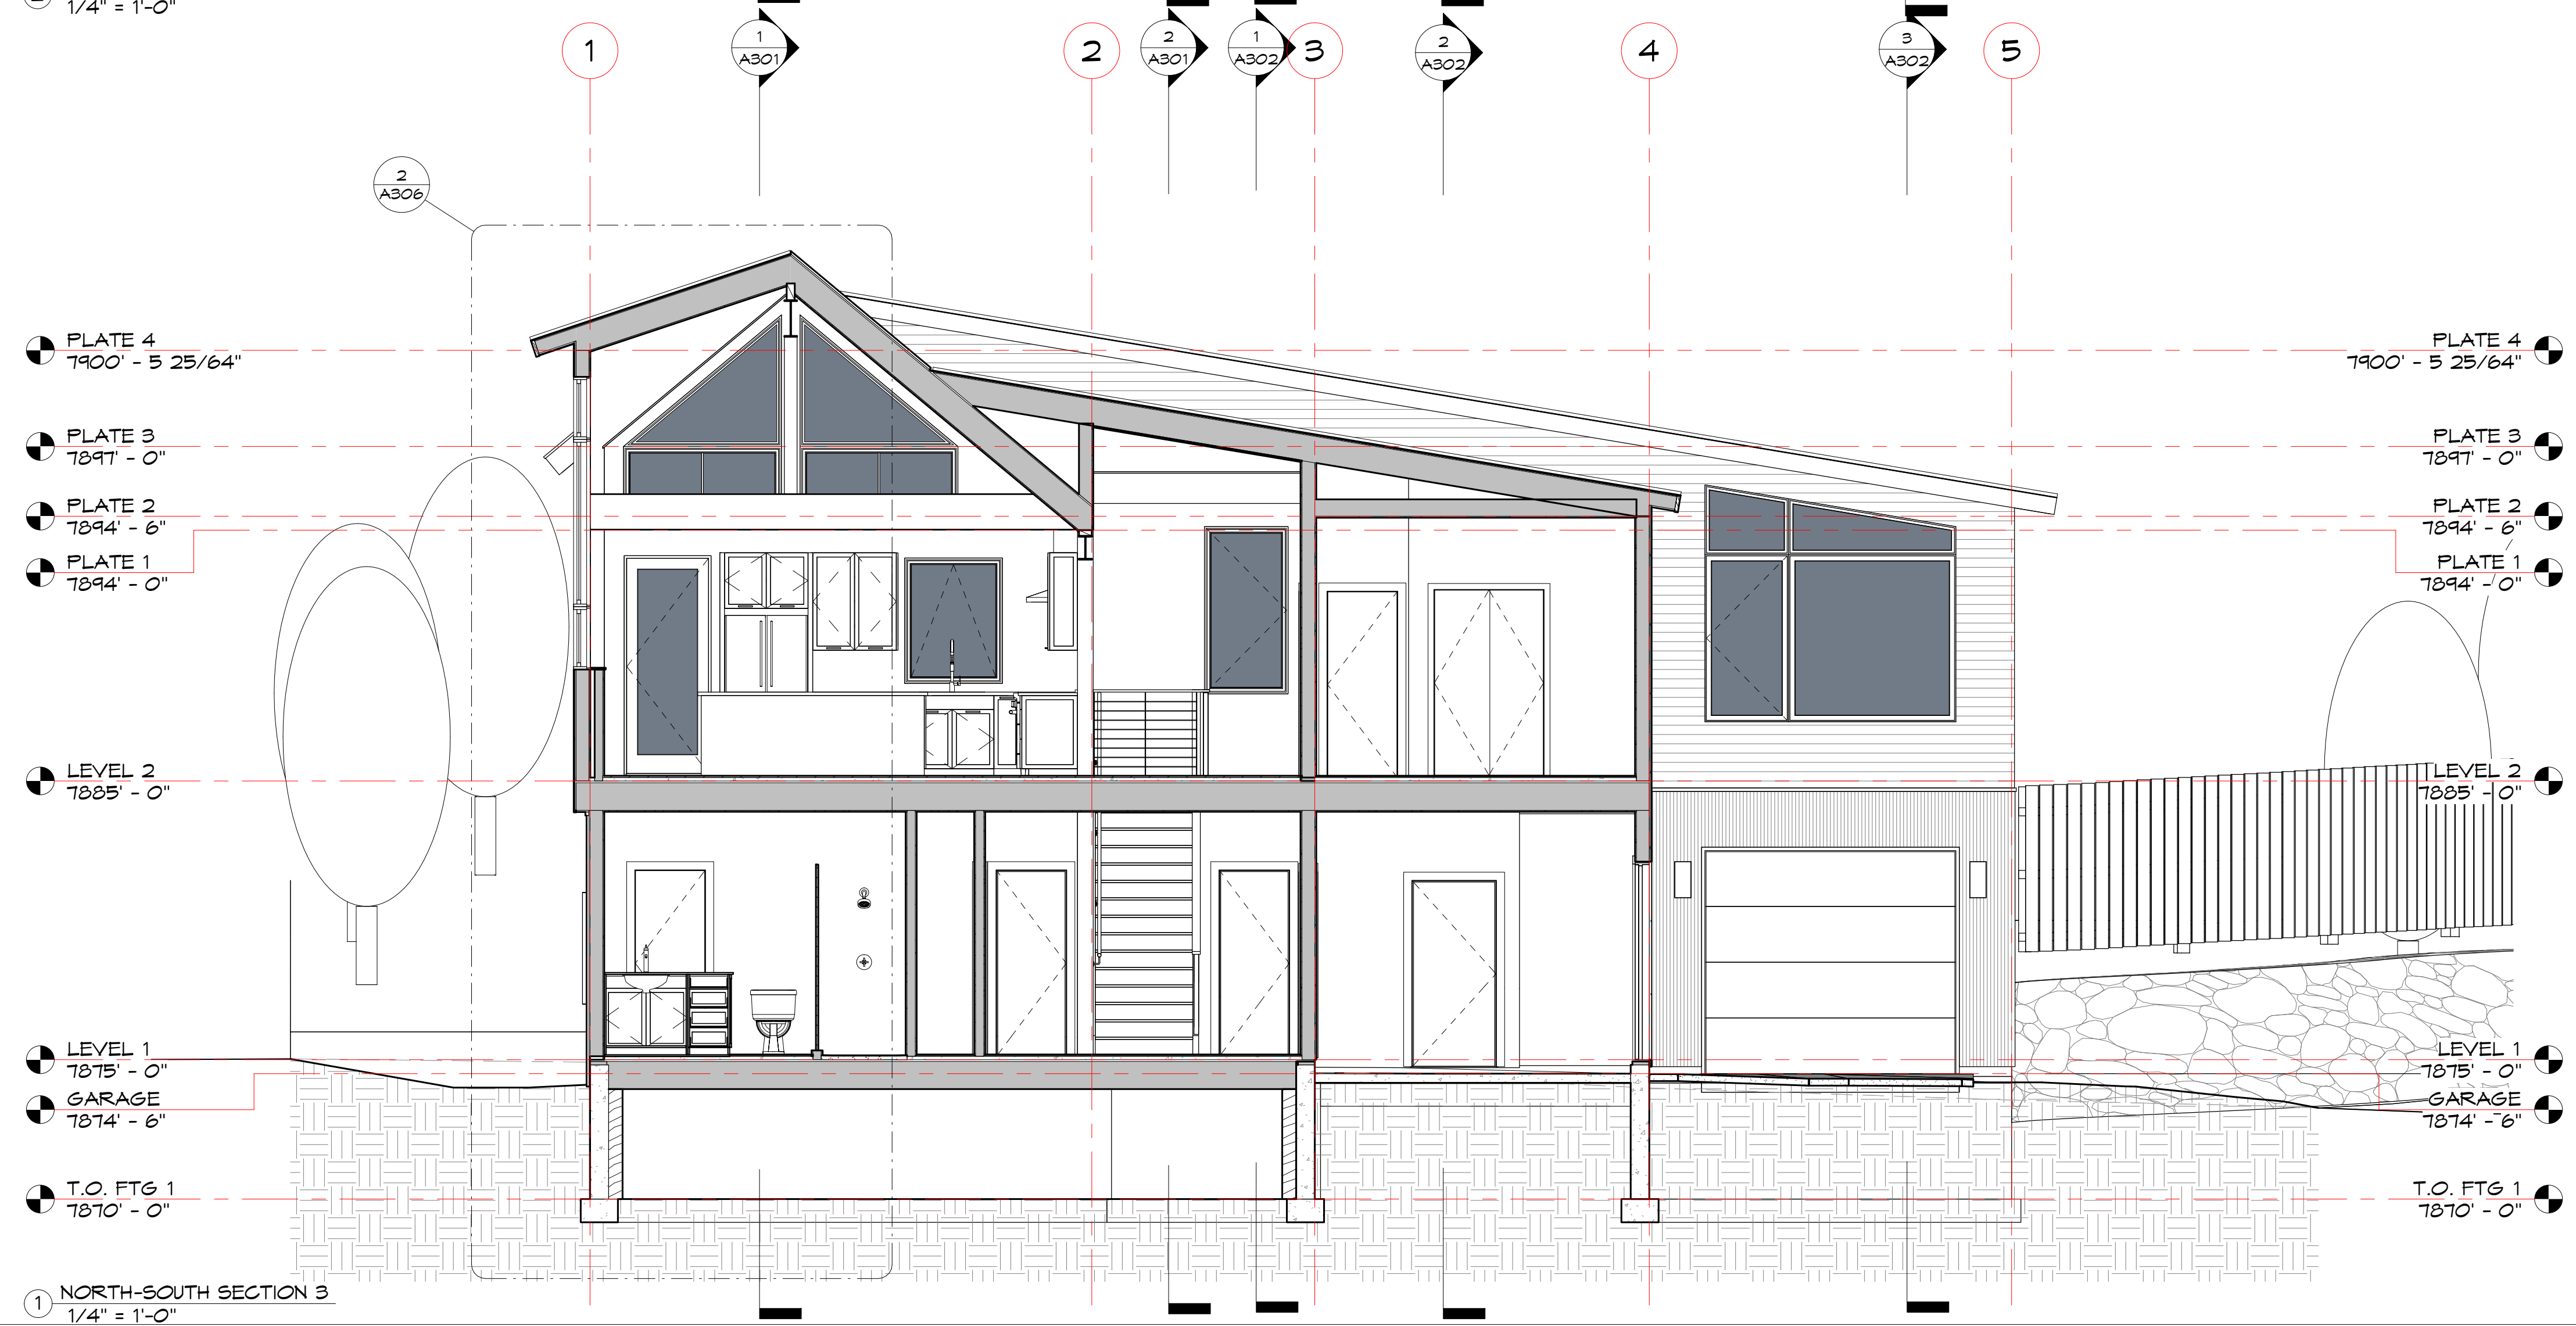 1/4" = 1'-0"
1
1
A301
2
2
A301
1
A302
3
2
A302
4
3
A302
5
2
A306
PLATE 4
7900' - 5 25/64"
PLATE 4
7900' - 5 25/64"
PLATE 3
7897' - 0"
PLATE 3
7897' - 0"
PLATE 2
7894' - 6"
PLATE 2
7894' - 6"
PLATE 1
7894' - 0"
PLATE 1
7894' - 0"
LEVEL 2
7885' - 0"
LEVEL 2
7885' - 0"
LEVEL 1
7875' - 0"
LEVEL 1
7875' - 0"
GARAGE
7874' - 6"
GARAGE
7874' - 6"
T.O. FTG 1
7870' - 0"
T.O. FTG 1
7870' - 0"
1
NORTH-SOUTH SECTION 3
1/4" = 1'-0"